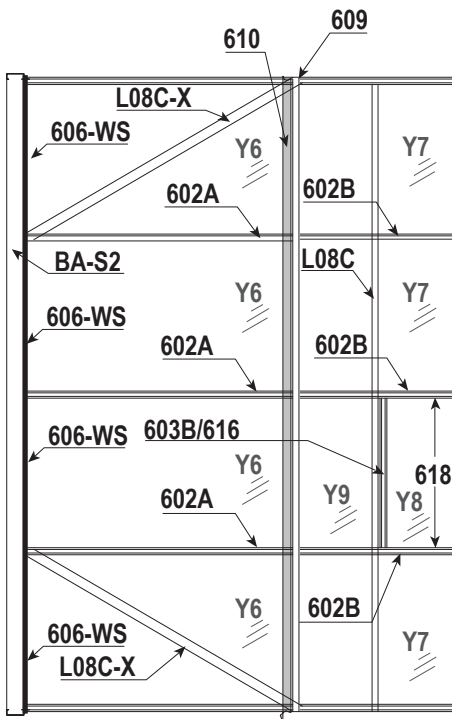 609
610
L08C-X
606-WS
Y6
Y7
602A
602B
BA-S2
L08C
Y6
Y7
606-WS
602A
602B
606-WS
603B/616
Y6
618
Y9
Y8
602A
Y6
602B
606-WS
Y7
L08C-X